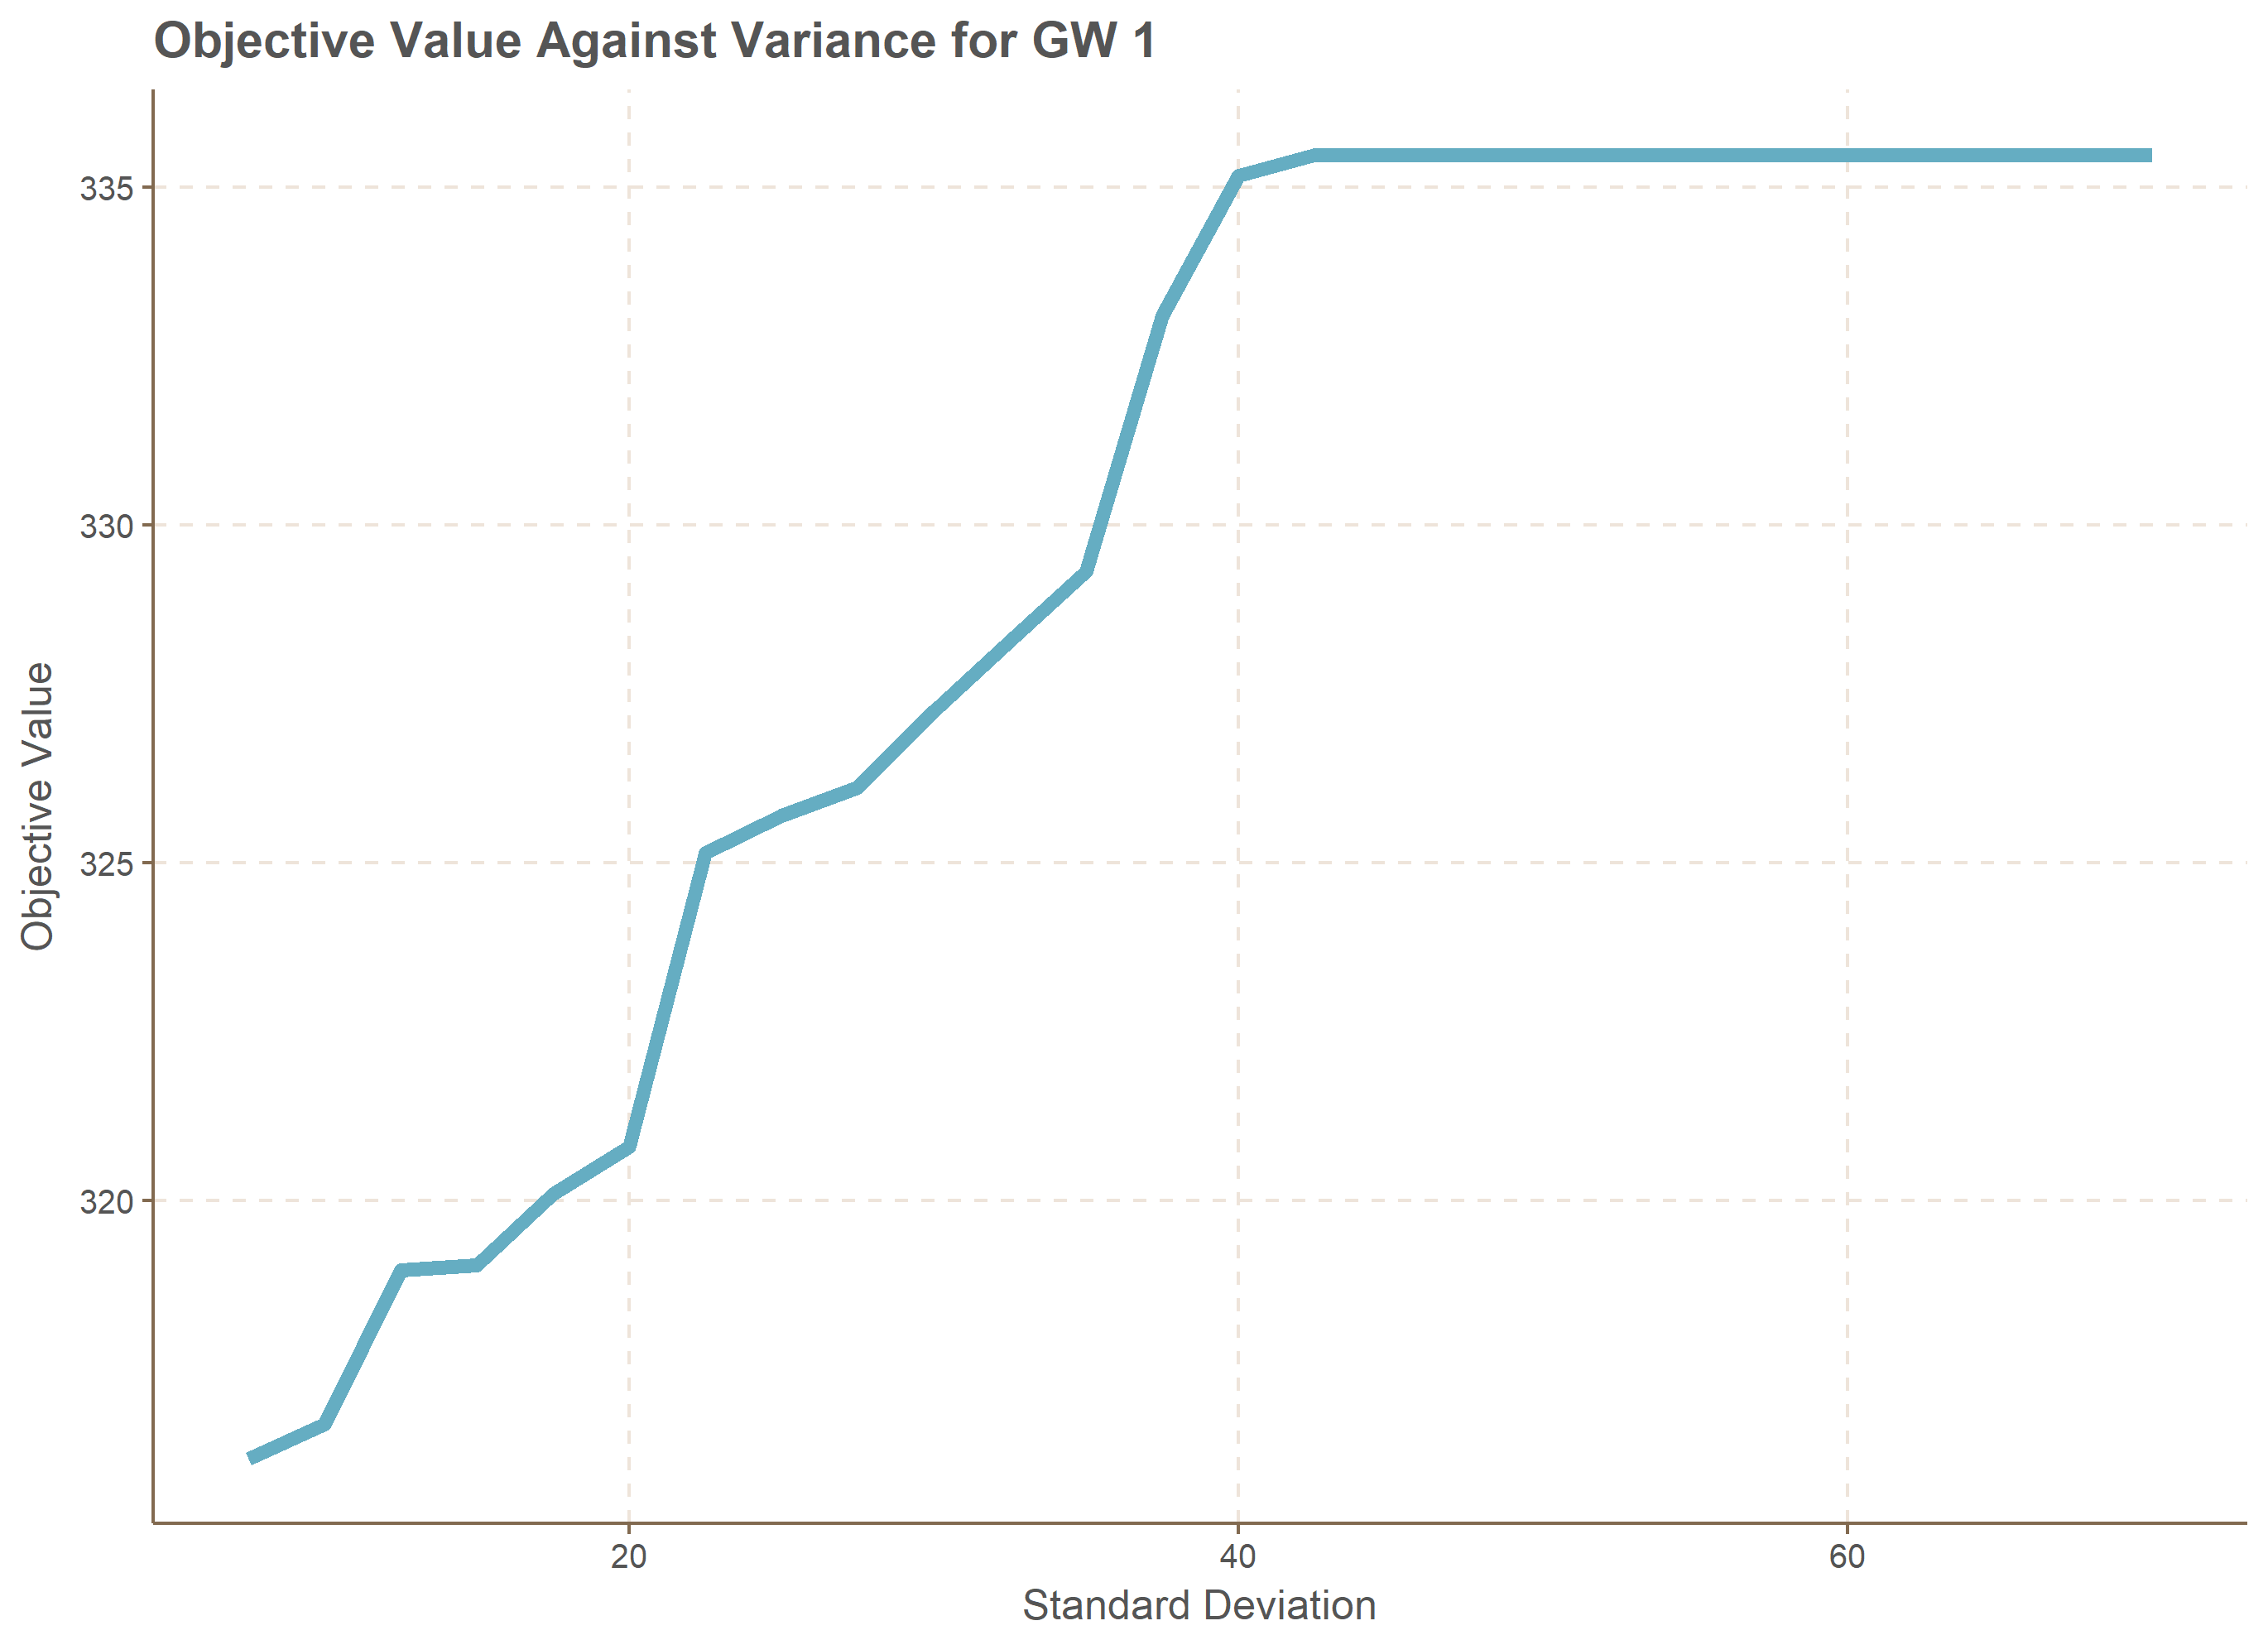 Objective Value Against Variance for GW 1
335
330
325
320
Objective Value
20 40 60
Standard Deviation